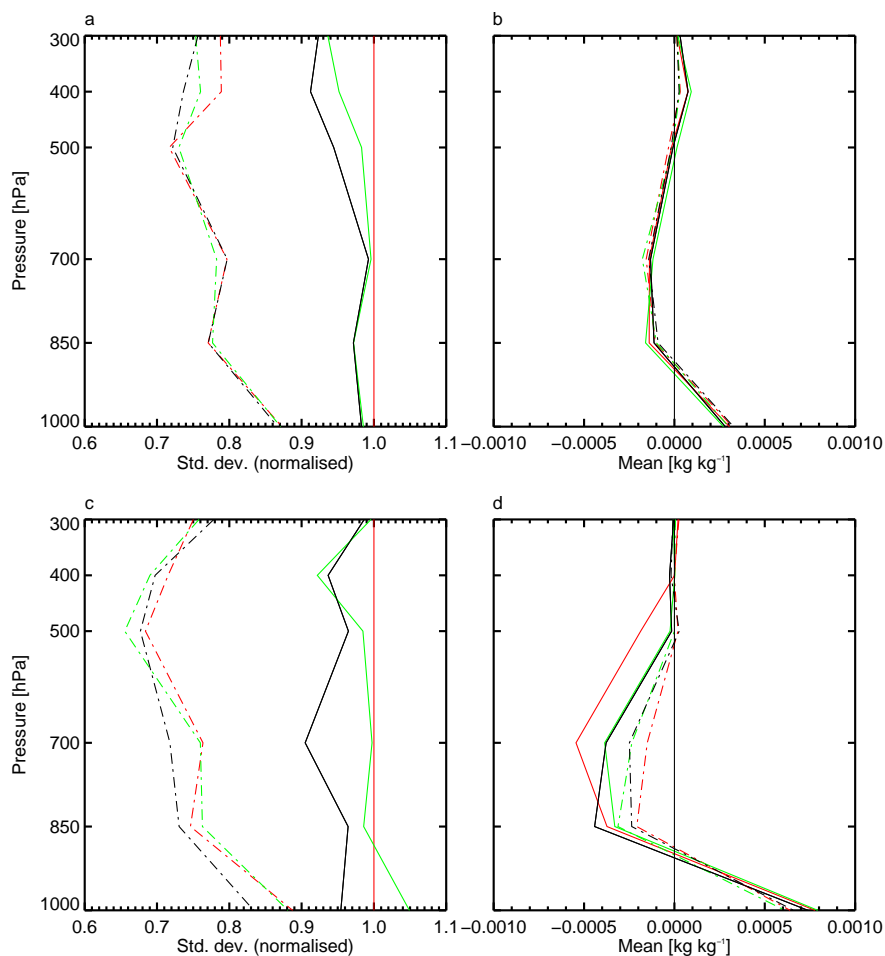 a
b
300
400
500
700
850
1000
Pressure [hPa]
0.6 0.7 0.8 0.9 1.0 1.1
Std. dev. (normalised)
−0.0010 −0.0005 0.0000 0.0005 0.0010
Mean [kg kg⁻¹]
c
d
300
400
500
700
850
1000
Pressure [hPa]
0.6 0.7 0.8 0.9 1.0 1.1
Std. dev. (normalised)
−0.0010 −0.0005 0.0000 0.0005 0.0010
Mean [kg kg⁻¹]